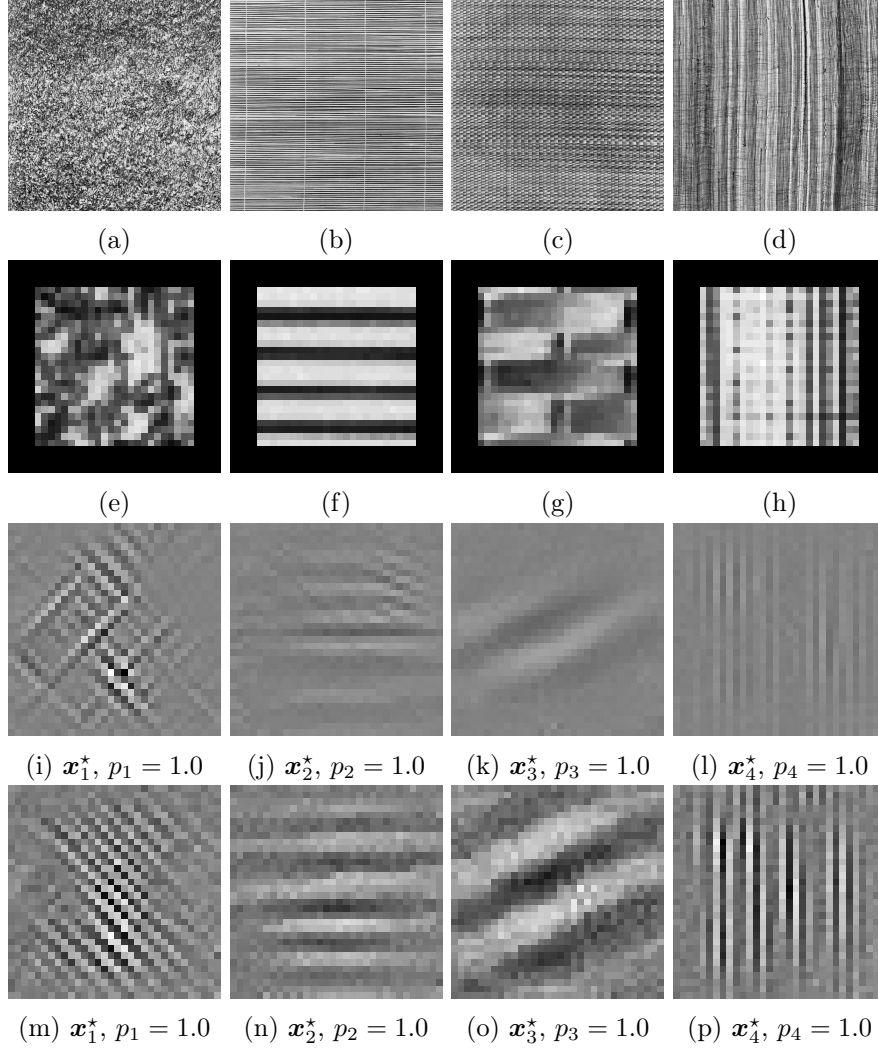 (a) (b) (c) (d)
(e) (f) (g) (h)
(i) x₁⋆, p₁ = 1.0 (j) x₂⋆, p₂ = 1.0 (k) x₃⋆, p₃ = 1.0 (l) x₄⋆, p₄ = 1.0
(m) x₁⋆, p₁ = 1.0 (n) x₂⋆, p₂ = 1.0 (o) x₃⋆, p₃ = 1.0 (p) x₄⋆, p₄ = 1.0